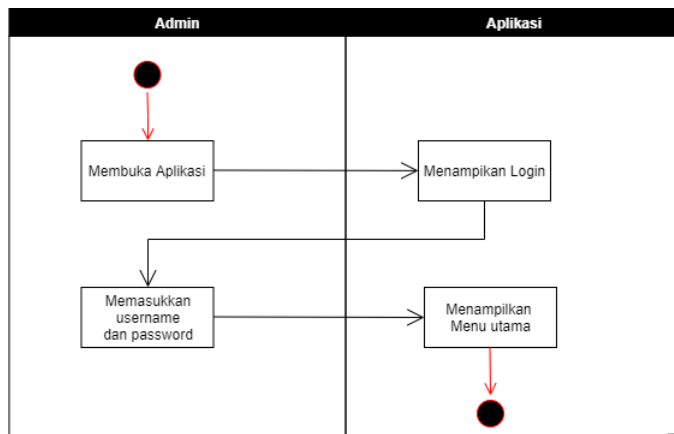 Admin
Aplikasi
Membuka Aplikasi
Menampikan Login
Memasukkan
username
dan password
Menampilkan
Menu utama